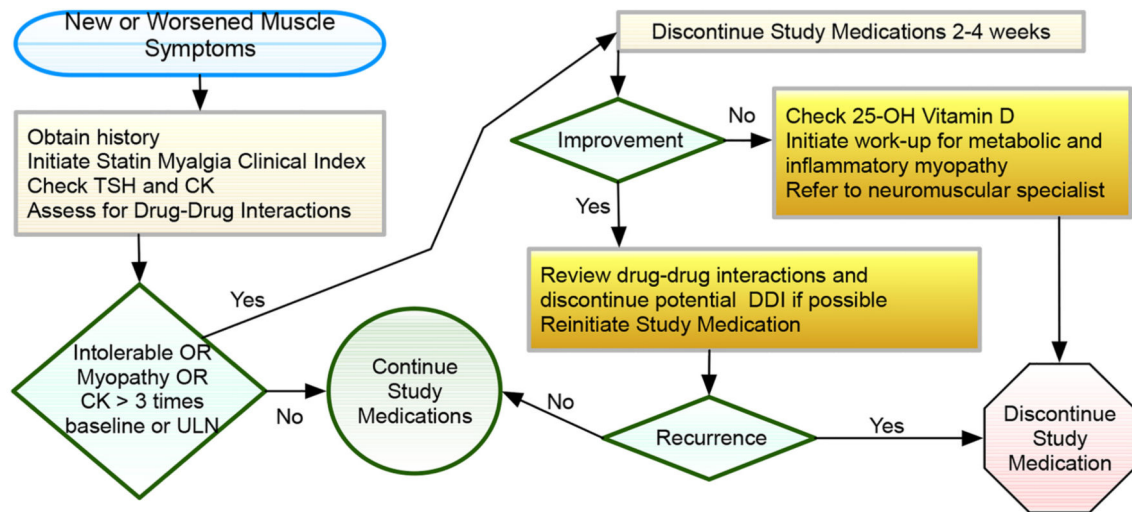 New or Worsened Muscle
Symptoms
Obtain history
Initiate Statin Myalgia Clinical Index
Check TSH and CK
Assess for Drug-Drug Interactions
Intolerable OR
Myopathy OR
CK > 3 times
baseline or ULN
Yes
No
Continue
Study
Medications
Discontinue Study Medications 2-4 weeks
Improvement
No
Check 25-OH Vitamin D
Initiate work-up for metabolic and
inflammatory myopathy
Refer to neuromuscular specialist
Yes
Review drug-drug interactions and
discontinue potential DDI if possible
Reinitiate Study Medication
Recurrence
No
Yes
Discontinue
Study
Medication